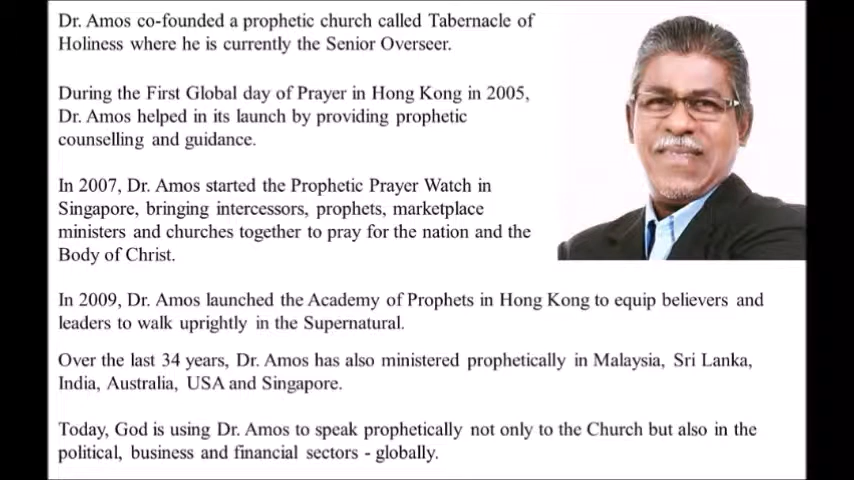 Dr. Amos co-founded a prophetic church called Tabernacle of
Holiness where he is currently the Senior Overseer.
During the First Global day of Prayer in Hong Kong in 2005,
Dr. Amos helped in its launch by providing prophetic
counselling and guidance.
In 2007, Dr. Amos started the Prophetic Prayer Watch in
Singapore, bringing intercessors, prophets, marketplace
ministers and churches together to pray for the nation and the
Body of Christ.
In 2009, Dr. Amos launched the Academy of Prophets in Hong Kong to equip believers and
leaders to walk uprightly in the Supernatural.
Over the last 34 years, Dr. Amos has also ministered prophetically in Malaysia, Sri Lanka,
India, Australia, USA and Singapore.
Today, God is using Dr. Amos to speak prophetically not only to the Church but also in the
political, business and financial sectors - globally.